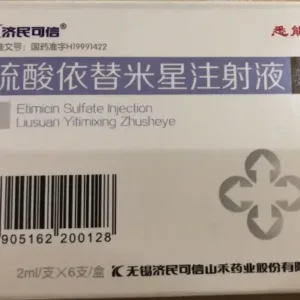 济民可信
准文号：国药准字H19991422
悉能
硫酸依替米星注射液
Etimicin Sulfate Injection
Liusuan Yitimixing Zhusheye
905162 200128
2ml/支×6支/盒
无锡济民可信山禾药业股份有